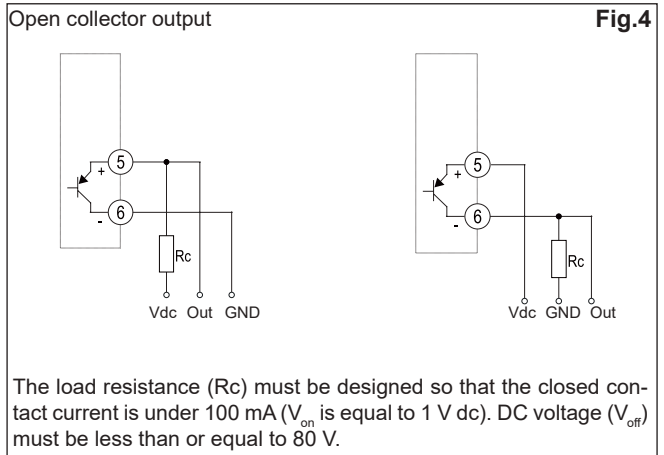 Open collector output Fig.4
+ 5
- 6
Rc
Vdc Out GND
+ 5
- 6
Rc
Vdc GND Out
The load resistance (Rc) must be designed so that the closed con-
tact current is under 100 mA (Von is equal to 1 V dc). DC voltage (Voff)
must be less than or equal to 80 V.